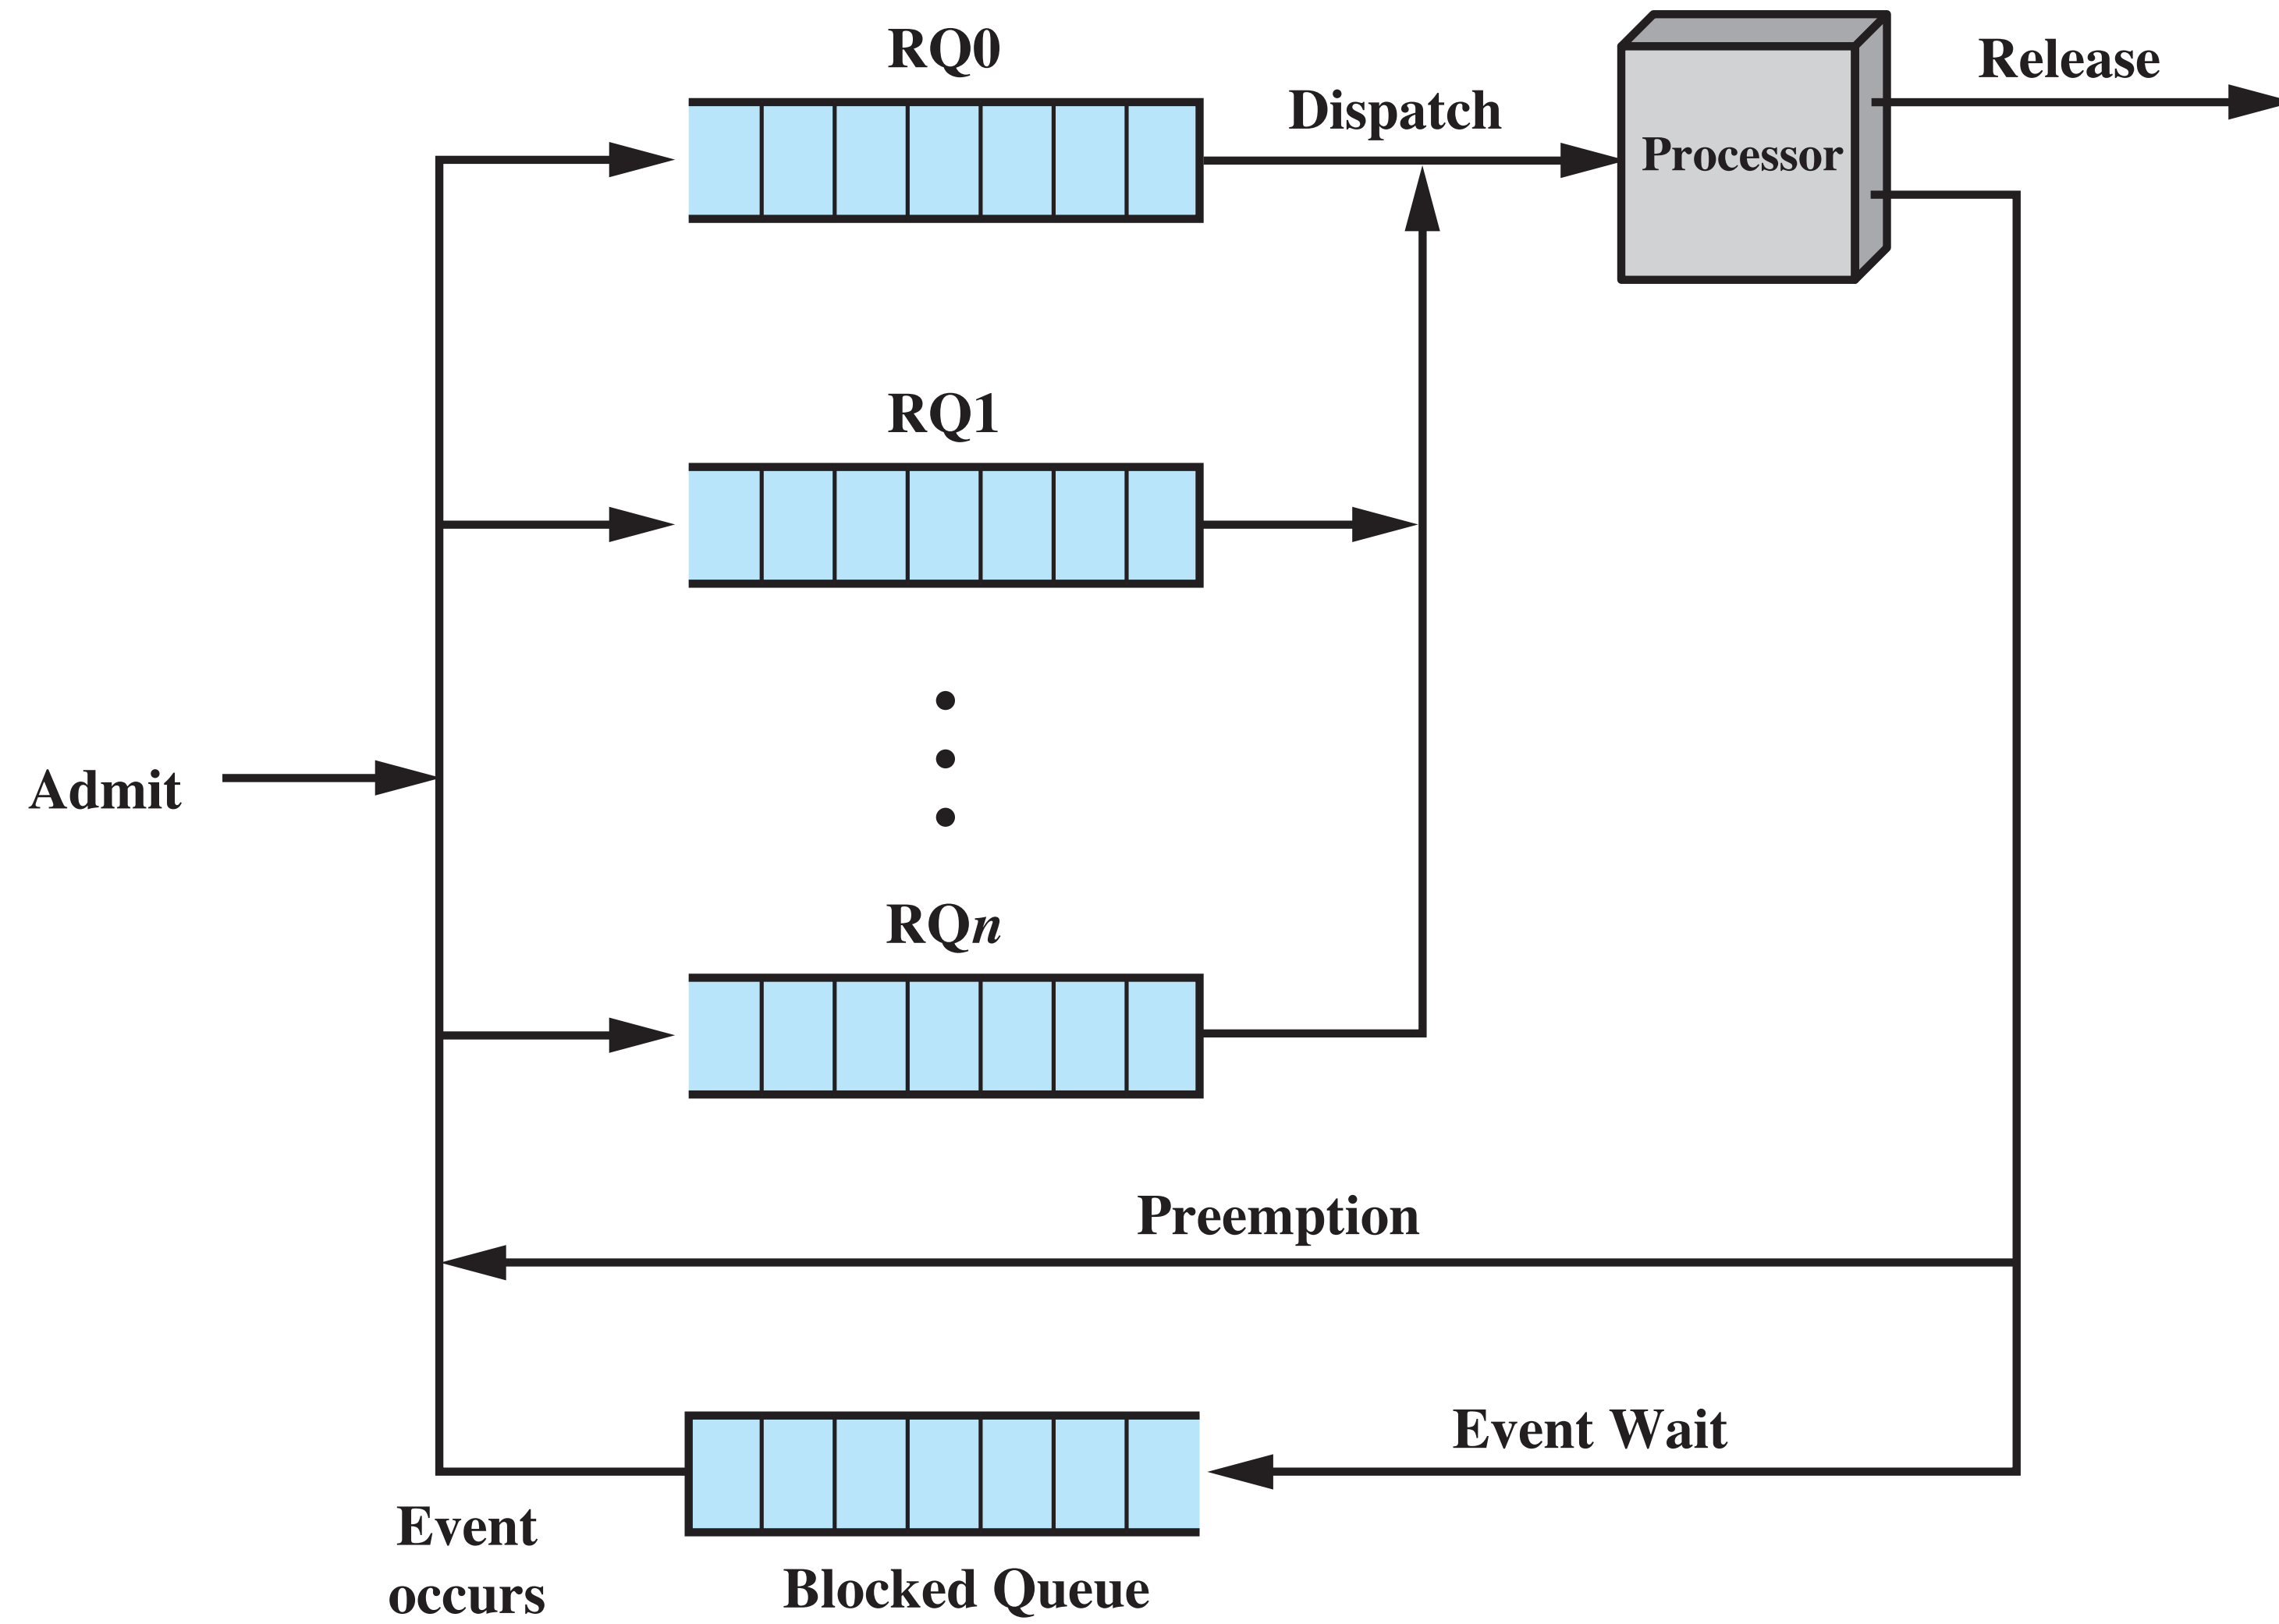 RQ0
Release
Dispatch
Processor
RQ1
Admit
RQn
Preemption
Event Wait
Event
occurs
Blocked Queue